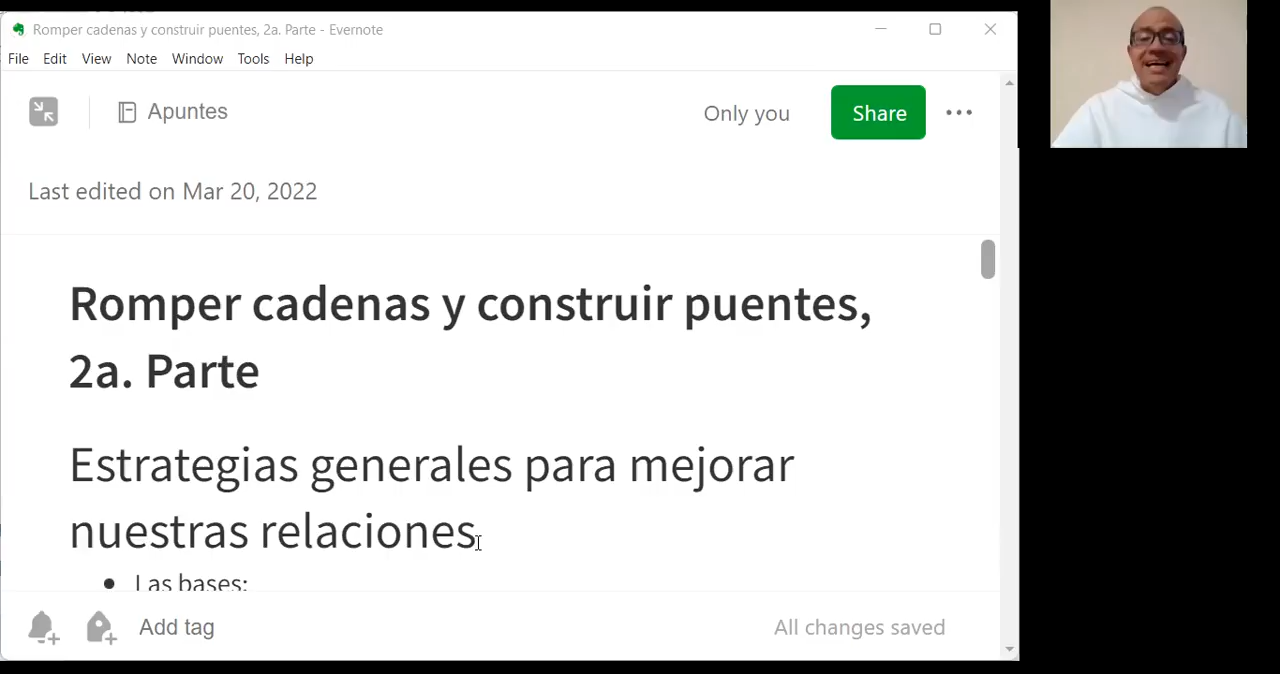 Romper cadenas y construir puentes, 2a. Parte - Evernote
File Edit View Note Window Tools Help
Apuntes
Only you
Share
Last edited on Mar 20, 2022
Romper cadenas y construir puentes,
2a. Parte
Estrategias generales para mejorar
nuestras relaciones
Las bases:
Add tag
All changes saved